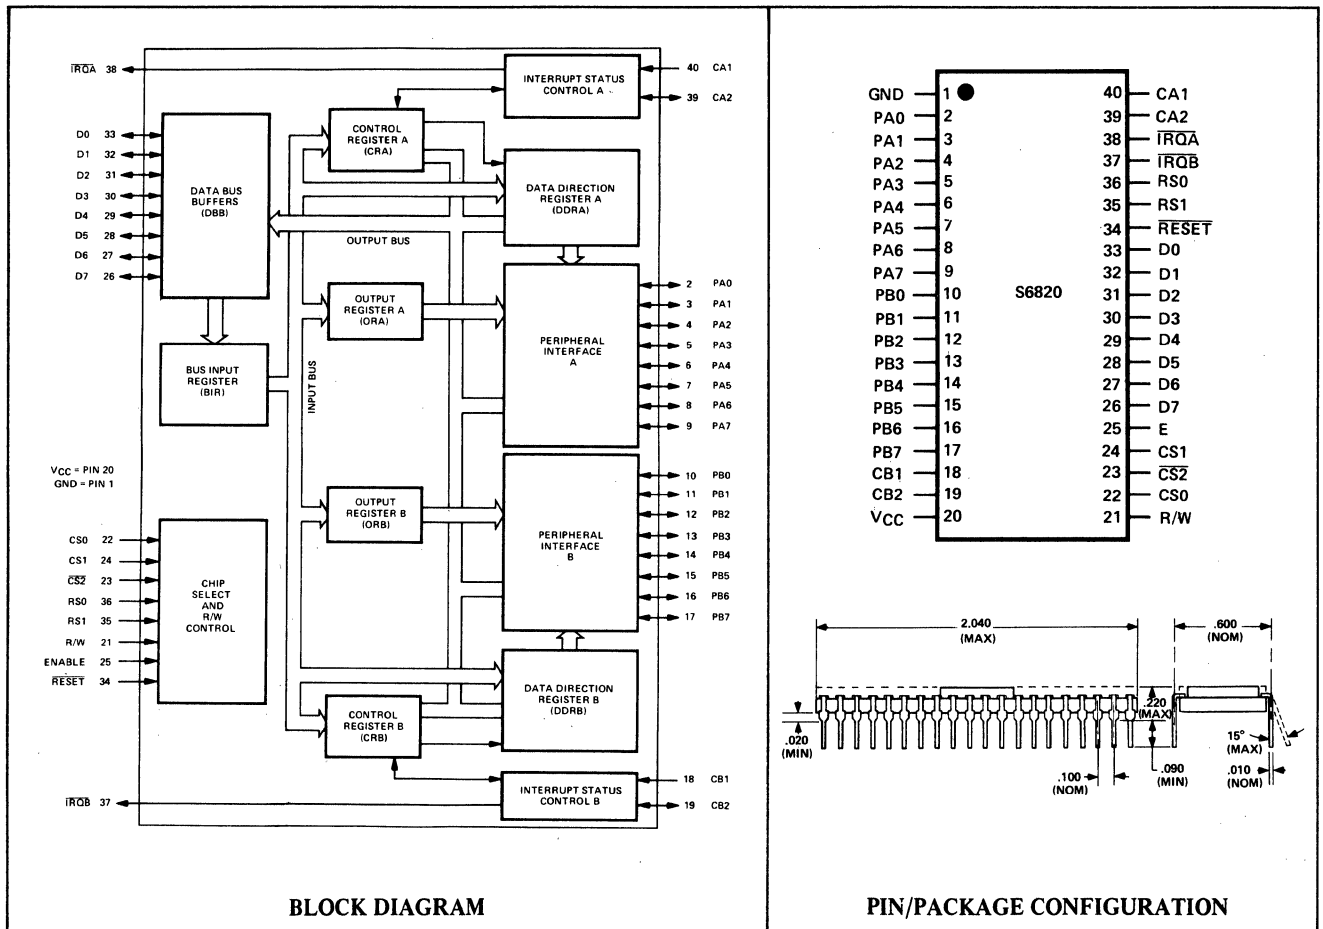 IRQA 38
40 CA1
39 CA2
INTERRUPT STATUS
CONTROL A
CONTROL
REGISTER A
(CRA)
D0 33
D1 32
D2 31
D3 30
D4 29
D5 28
D6 27
D7 26
DATA BUS
BUFFERS
(DBB)
DATA DIRECTION
REGISTER A
(DDRA)
OUTPUT BUS
OUTPUT
REGISTER A
(ORA)
PERIPHERAL
INTERFACE
A
2 PA0
3 PA1
4 PA2
5 PA3
6 PA4
7 PA5
8 PA6
9 PA7
BUS INPUT
REGISTER
(BIR)
INPUT BUS
VCC = PIN 20
GND = PIN 1
OUTPUT
REGISTER B
(ORB)
PERIPHERAL
INTERFACE
B
10 PB0
11 PB1
12 PB2
13 PB3
14 PB4
15 PB5
16 PB6
17 PB7
CS0 22
CS1 24
CS2 23
RS0 36
RS1 35
R/W 21
ENABLE 25
RESET 34
CHIP
SELECT
AND
R/W
CONTROL
DATA DIRECTION
REGISTER B
(DDRB)
CONTROL
REGISTER B
(CRB)
INTERRUPT STATUS
CONTROL B
18 CB1
19 CB2
IRQB 37
BLOCK DIAGRAM
GND 1 40 CA1
PA0 2 39 CA2
PA1 3 38 IRQA
PA2 4 37 IRQB
PA3 5 36 RS0
PA4 6 35 RS1
PA5 7 34 RESET
PA6 8 33 D0
PA7 9 32 D1
PB0 10 S6820 31 D2
PB1 11 30 D3
PB2 12 29 D4
PB3 13 28 D5
PB4 14 27 D6
PB5 15 26 D7
PB6 16 25 E
PB7 17 24 CS1
CB1 18 23 CS2
CB2 19 22 CS0
VCC 20 21 R/W
2.040
(MAX)
.600
(NOM)
.220
(MAX)
.020
(MIN)
.100
(NOM)
.090
(MIN)
15°
(MAX)
.010
(NOM)
PIN/PACKAGE CONFIGURATION